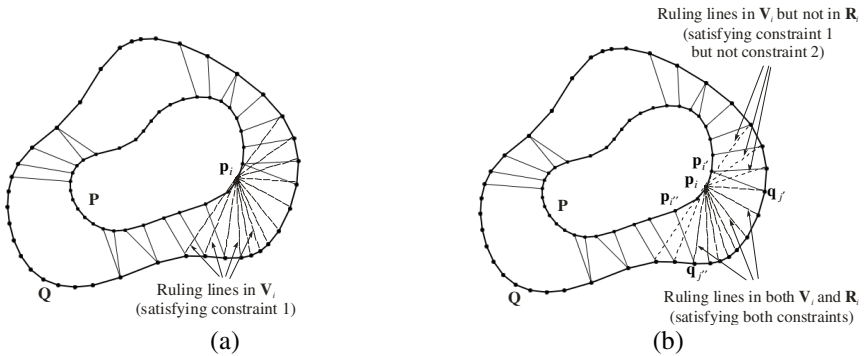 p_i
P
Q
Ruling lines in V_i
(satisfying constraint 1)
(a)
Ruling lines in V_i but not in R_i
(satisfying constraint 1
but not constraint 2)
p_i'
p_i
p_i''
q_j'
P
q_j''
Q
Ruling lines in both V_i and R_i
(satisfying both constraints)
(b)